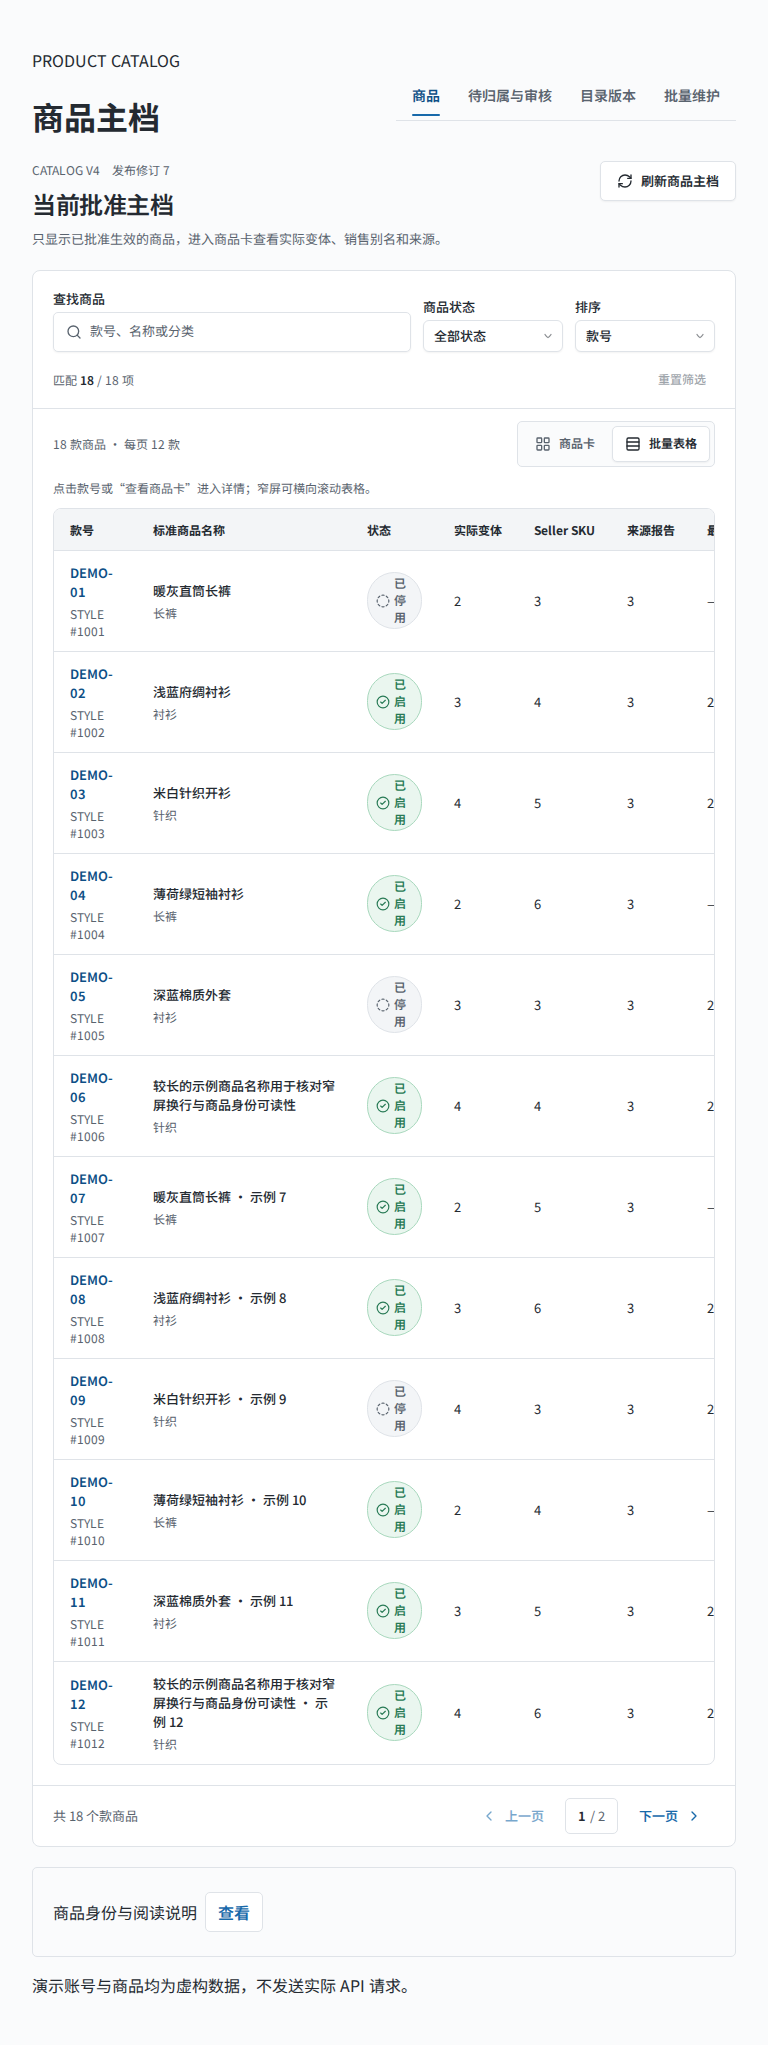 PRODUCT CATALOG
商品主档
商品 待归属与审核 目录版本 批量维护
CATALOG V4 发布修订 7
当前批准主档
刷新商品主档
只显示已批准生效的商品，进入商品卡查看实际变体、销售别名和来源。
查找商品
款号、名称或分类
商品状态
全部状态
排序
款号
匹配 18 / 18 项
重置筛选
18 款商品 · 每页 12 款
商品卡 批量表格
点击款号或“查看商品卡”进入详情；窄屏可横向滚动表格。
款号 标准商品名称 状态 实际变体 Seller SKU 来源报告
DEMO-01
STYLE #1001
暖灰直筒长裤
长裤
已停用
2 3 3 –
DEMO-02
STYLE #1002
浅蓝府绸衬衫
衬衫
已启用
3 4 3 2
DEMO-03
STYLE #1003
米白针织开衫
针织
已启用
4 5 3 2
DEMO-04
STYLE #1004
薄荷绿短袖衬衫
长裤
已启用
2 6 3 –
DEMO-05
STYLE #1005
深蓝棉质外套
衬衫
已停用
3 3 3 2
DEMO-06
STYLE #1006
较长的示例商品名称用于核对窄
屏换行与商品身份可读性
针织
已启用
4 4 3 2
DEMO-07
STYLE #1007
暖灰直筒长裤 · 示例 7
长裤
已启用
2 5 3 –
DEMO-08
STYLE #1008
浅蓝府绸衬衫 · 示例 8
衬衫
已启用
3 6 3 2
DEMO-09
STYLE #1009
米白针织开衫 · 示例 9
针织
已停用
4 3 3 2
DEMO-10
STYLE #1010
薄荷绿短袖衬衫 · 示例 10
长裤
已启用
2 4 3 –
DEMO-11
STYLE #1011
深蓝棉质外套 · 示例 11
衬衫
已启用
3 5 3 2
DEMO-12
STYLE #1012
较长的示例商品名称用于核对窄
屏换行与商品身份可读性 · 示
例 12
针织
已启用
4 6 3 2
共 18 个款商品
上一页 1 / 2 下一页
商品身份与阅读说明 查看
演示账号与商品均为虚构数据，不发送实际 API 请求。